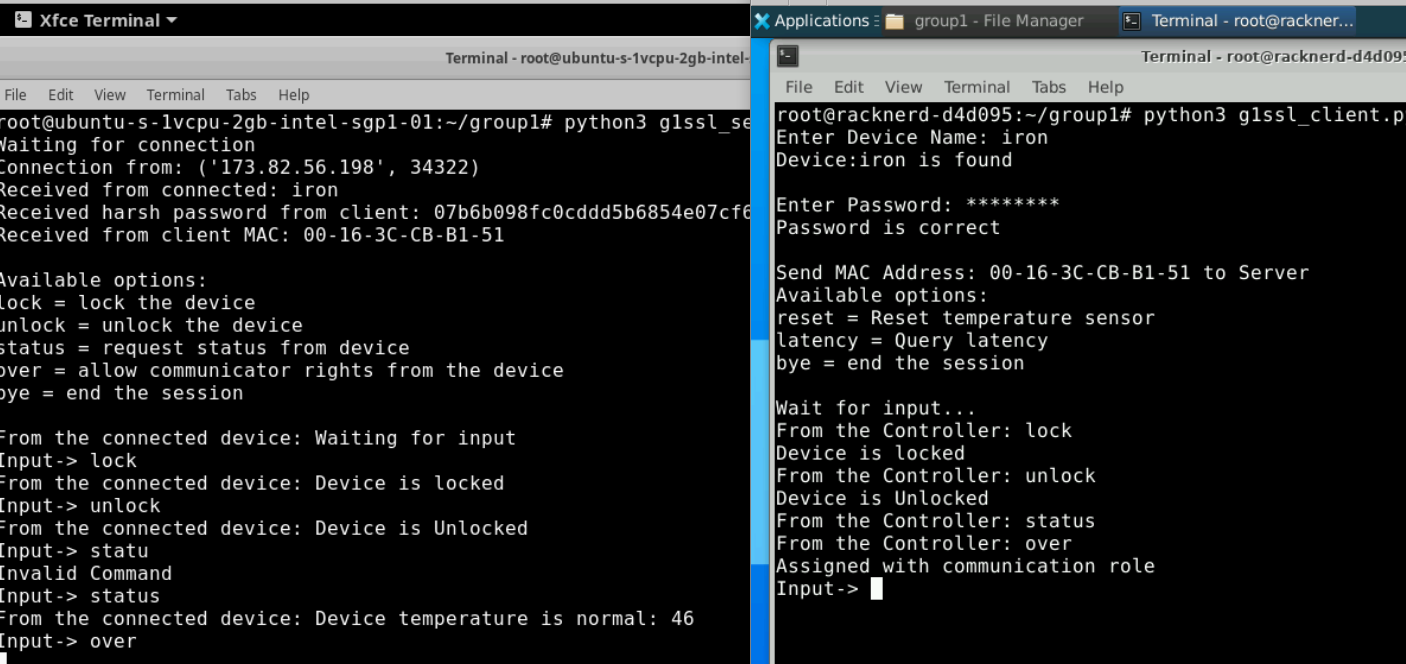 Xfce Terminal
Terminal - root@ubuntu-s-1vcpu-2gb-intel-
File Edit View Terminal Tabs Help
root@ubuntu-s-1vcpu-2gb-intel-sgp1-01:~/group1# python3 g1ssl_se
Waiting for connection
Connection from: ('173.82.56.198', 34322)
Received from connected: iron
Received harsh password from client: 07b6b098fc0cddd5b6854e07cf6
Received from client MAC: 00-16-3C-CB-B1-51
Available options:
lock = lock the device
unlock = unlock the device
status = request status from device
over = allow communicator rights from the device
bye = end the session
From the connected device: Waiting for input
Input-> lock
From the connected device: Device is locked
Input-> unlock
From the connected device: Device is Unlocked
Input-> statu
Invalid Command
Input-> status
From the connected device: Device temperature is normal: 46
Input-> over
Applications group1 - File Manager Terminal - root@rackner...
Terminal - root@racknerd-d4d095
File Edit View Terminal Tabs Help
root@racknerd-d4d095:~/group1# python3 g1ssl_client.p
Enter Device Name: iron
Device:iron is found
Enter Password: ********
Password is correct
Send MAC Address: 00-16-3C-CB-B1-51 to Server
Available options:
reset = Reset temperature sensor
latency = Query latency
bye = end the session
Wait for input...
From the Controller: lock
Device is locked
From the Controller: unlock
Device is Unlocked
From the Controller: status
From the Controller: over
Assigned with communication role
Input->